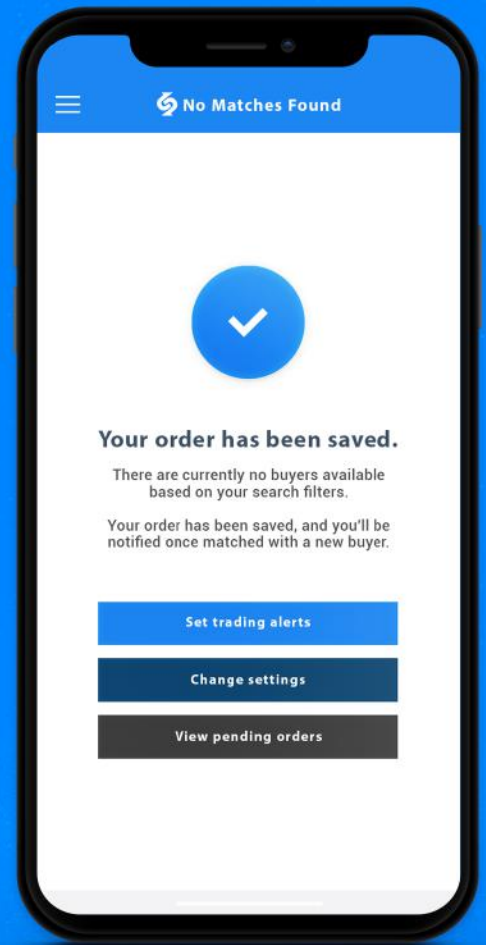 No Matches Found
Your order has been saved.
There are currently no buyers available
based on your search filters.
Your order has been saved, and you'll be
notified once matched with a new buyer.
Set trading alerts
Change settings
View pending orders